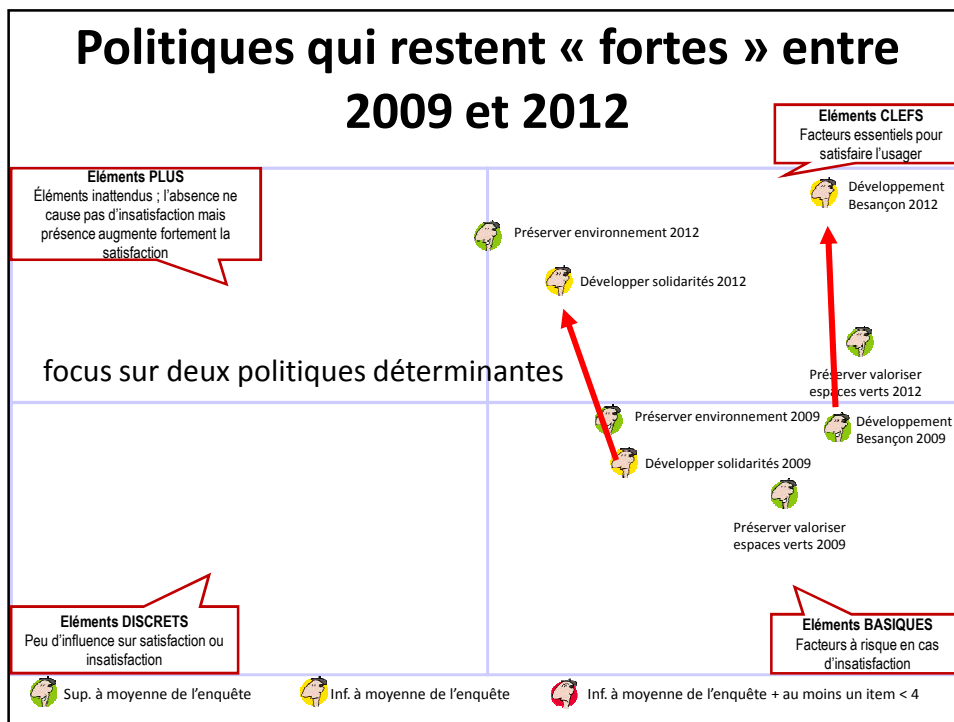 Politiques qui restent « fortes » entre
2009 et 2012
Eléments CLEFS
Facteurs essentiels pour
satisfaire l'usager
Eléments PLUS
Éléments inattendus ; l'absence ne
cause pas d'insatisfaction mais
présence augmente fortement la
satisfaction
Développement
Besançon 2012
Préserver environnement 2012
Développer solidarités 2012
focus sur deux politiques déterminantes
Préserver valoriser
espaces verts 2012
Préserver environnement 2009
Développement
Besançon 2009
Développer solidarités 2009
Préserver valoriser
espaces verts 2009
Eléments DISCRETS
Peu d'influence sur satisfaction ou
insatisfaction
Eléments BASIQUES
Facteurs à risque en cas
d'insatisfaction
Sup. à moyenne de l'enquête
Inf. à moyenne de l'enquête
Inf. à moyenne de l'enquête + au moins un item < 4